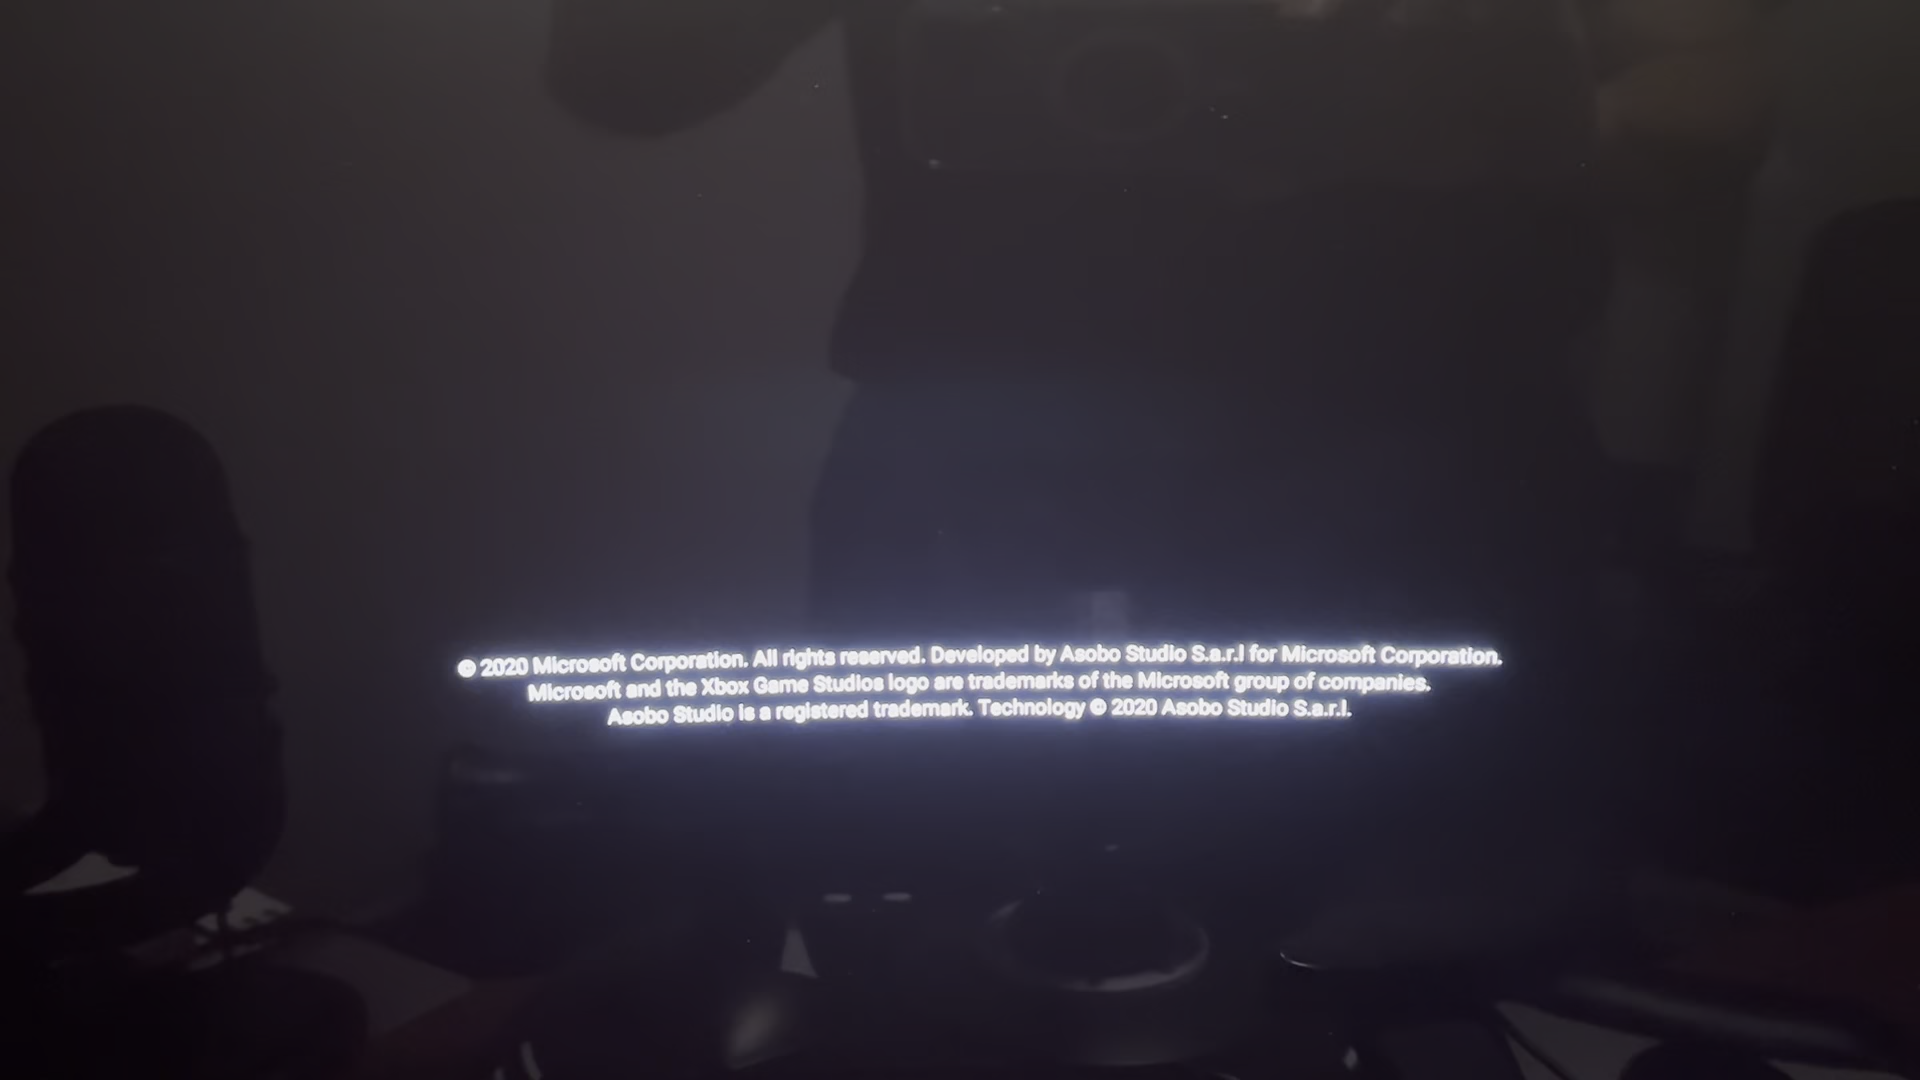 © 2020 Microsoft Corporation. All rights reserved. Developed by Asobo Studio S.a.r.l for Microsoft Corporation.
Microsoft and the Xbox Game Studios logo are trademarks of the Microsoft group of companies.
Asobo Studio is a registered trademark. Technology © 2020 Asobo Studio S.a.r.l.